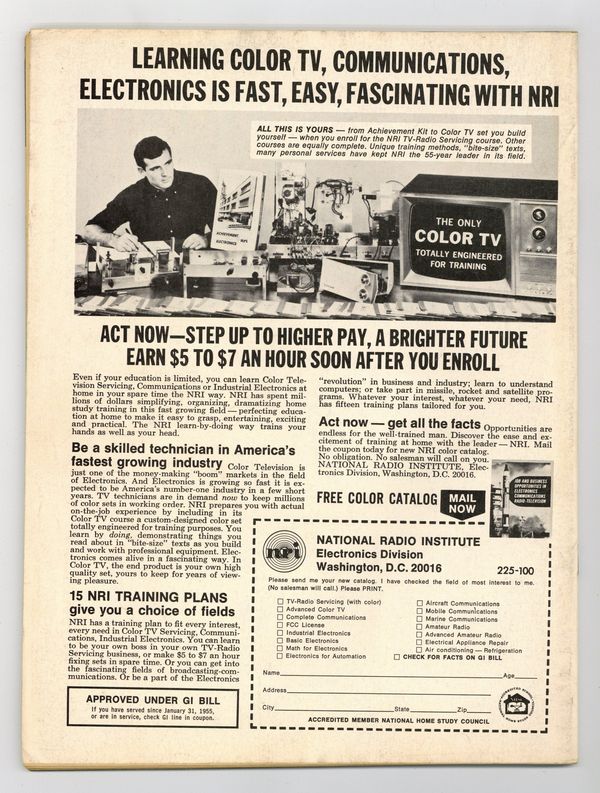 LEARNING COLOR TV, COMMUNICATIONS,
ELECTRONICS IS FAST, EASY, FASCINATING WITH NRI
ALL THIS IS YOURS — from Achievement Kit to Color TV set you build
yourself — when you enroll for the NRI TV-Radio Servicing course. Other
courses are equally complete. Unique training methods, "bite-size" texts,
many personal services have kept NRI the 55-year leader in its field.
ACHIEVEMENT
ELECTRONICS
THE ONLY
COLOR TV
TOTALLY ENGINEERED
FOR TRAINING
ACT NOW—STEP UP TO HIGHER PAY, A BRIGHTER FUTURE
EARN $5 TO $7 AN HOUR SOON AFTER YOU ENROLL
Even if your education is limited, you can learn Color Tele-
vision Servicing, Communications or Industrial Electronics at
home in your spare time the NRI way. NRI has spent mil-
lions of dollars simplifying, organizing, dramatizing home
study training in this fast growing field — perfecting educa-
tion at home to make it easy to grasp, entertaining, exciting
and practical. The NRI learn-by-doing way trains your
hands as well as your head.
Be a skilled technician in America's
fastest growing industry Color Television is
just one of the money-making "boom" markets in the field
of Electronics. And Electronics is growing so fast it is ex-
pected to be America's number-one industry in a few short
years. TV technicians are in demand now to keep millions
of color sets in working order. NRI prepares you with actual
on-the-job experience by including in its
Color TV course a custom-designed color set
totally engineered for training purposes. You
learn by doing, demonstrating things you
read about in "bite-size" texts as you build
and work with professional equipment. Elec-
tronics comes alive in a fascinating way. In
Color TV, the end product is your own high
quality set, yours to keep for years of view-
ing pleasure.
15 NRI TRAINING PLANS
give you a choice of fields
NRI has a training plan to fit every interest,
every need in Color TV Servicing, Communi-
cations, Industrial Electronics. You can learn
to be your own boss in your own TV-Radio
Servicing business, or make $5 to $7 an hour
fixing sets in spare time. Or you can get into
the fascinating fields of broadcasting-com-
munications. Or be a part of the Electronics
APPROVED UNDER GI BILL
If you have served since January 31, 1955,
or are in service, check GI line in coupon.
"revolution" in business and industry; learn to understand
computers; or take part in missile, rocket and satellite pro-
grams. Whatever your interest, whatever your need, NRI
has fifteen training plans tailored for you.
Act now — get all the facts Opportunities are
endless for the well-trained man. Discover the ease and ex-
citement of training at home with the leader — NRI. Mail
the coupon today for new NRI color catalog.
No obligation. No salesman will call on you.
NATIONAL RADIO INSTITUTE, Elec-
tronics Division, Washington, D.C. 20016.
FREE COLOR CATALOG MAIL
NOW
JOB AND BUSINESS
OPPORTUNITIES IN
ELECTRONICS
COMMUNICATIONS
RADIO-TELEVISION
nri
NATIONAL RADIO INSTITUTE
Electronics Division
Washington, D.C. 20016
225-100
Please send me your new catalog. I have checked the field of most interest to me.
(No salesman will call.) Please PRINT.
TV-Radio Servicing (with color)
Advanced Color TV
Complete Communications
FCC License
Industrial Electronics
Basic Electronics
Math for Electronics
Electronics for Automation
Aircraft Communications
Mobile Communications
Marine Communications
Amateur Radio
Advanced Amateur Radio
Electrical Appliance Repair
Air conditioning — Refrigeration
CHECK FOR FACTS ON GI BILL
Name Age
Address
City State Zip
ACCREDITED MEMBER NATIONAL HOME STUDY COUNCIL